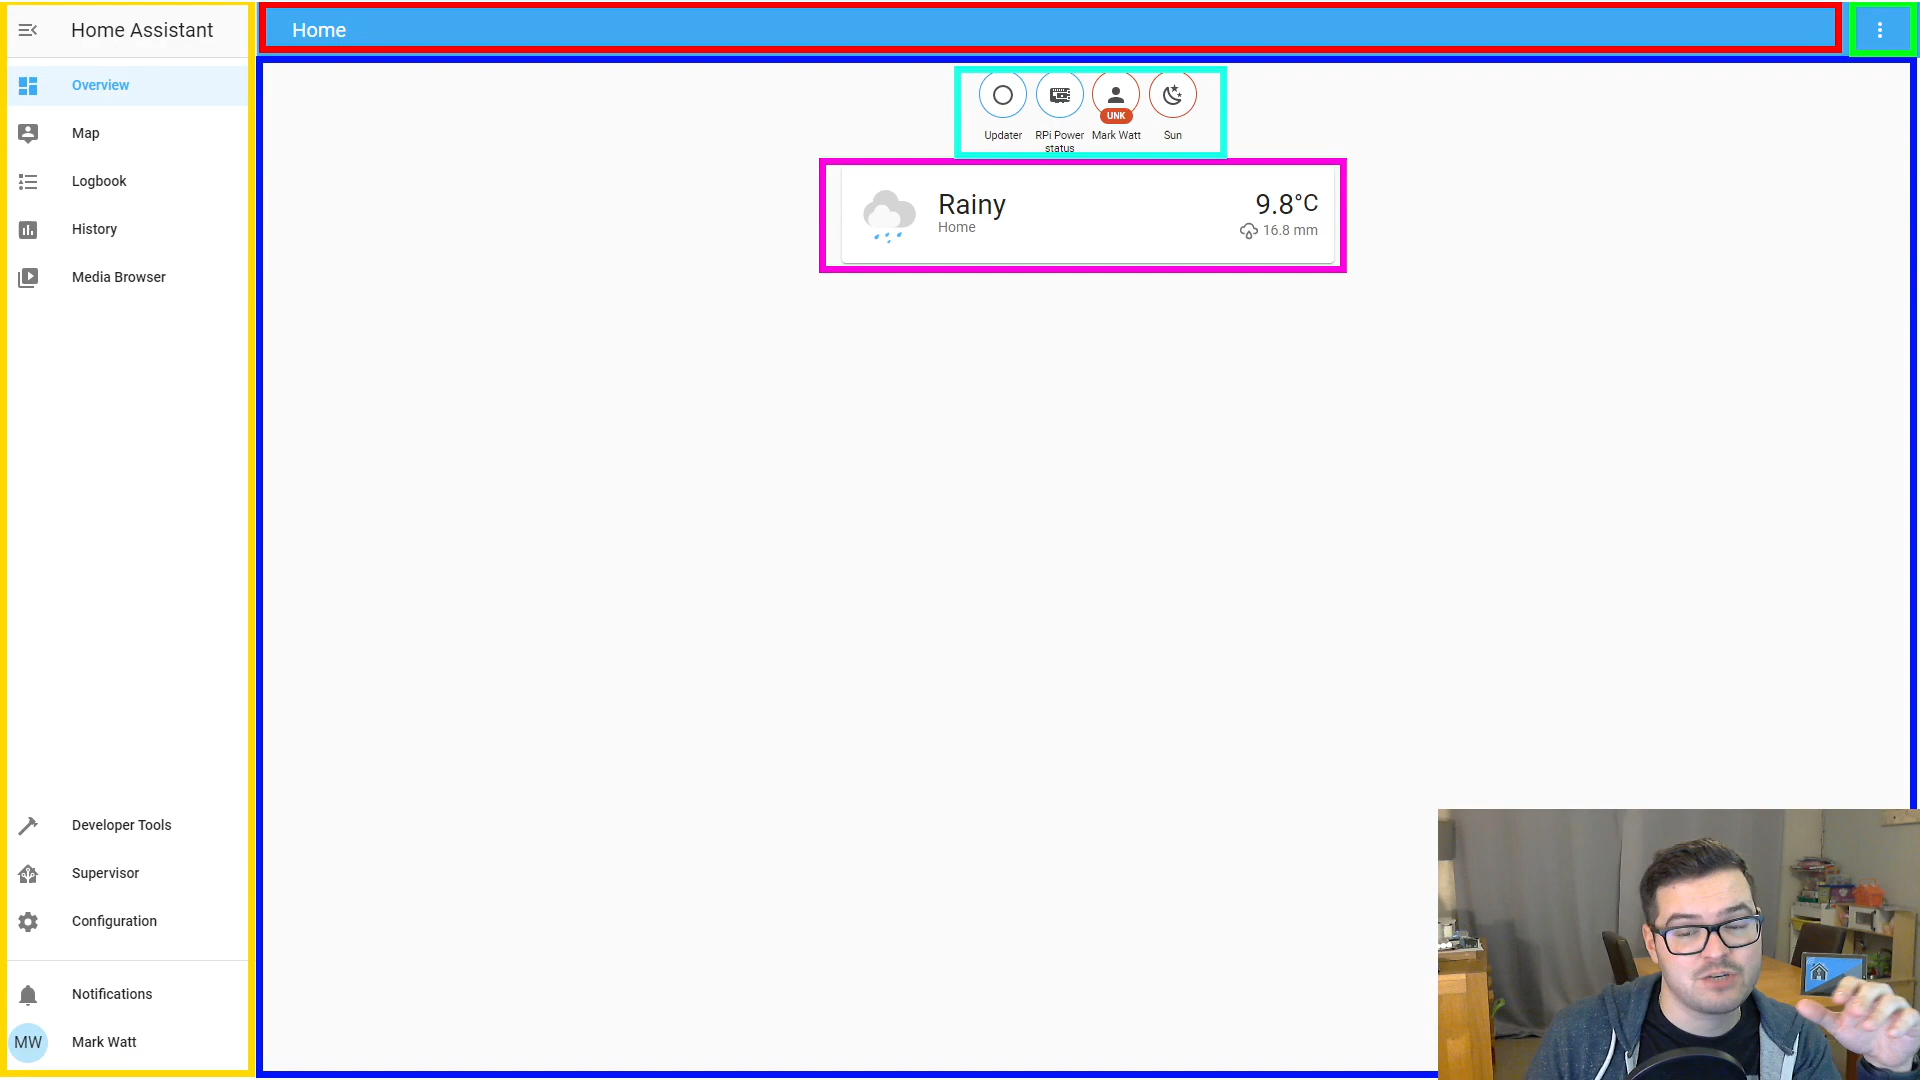 Home Assistant
Home
Overview
Map
Logbook
History
Media Browser
Developer Tools
Supervisor
Configuration
Notifications
MW
Mark Watt
UNK
Updater
RPi Power
status
Mark Watt
Sun
Rainy
Home
9.8°C
16.8 mm